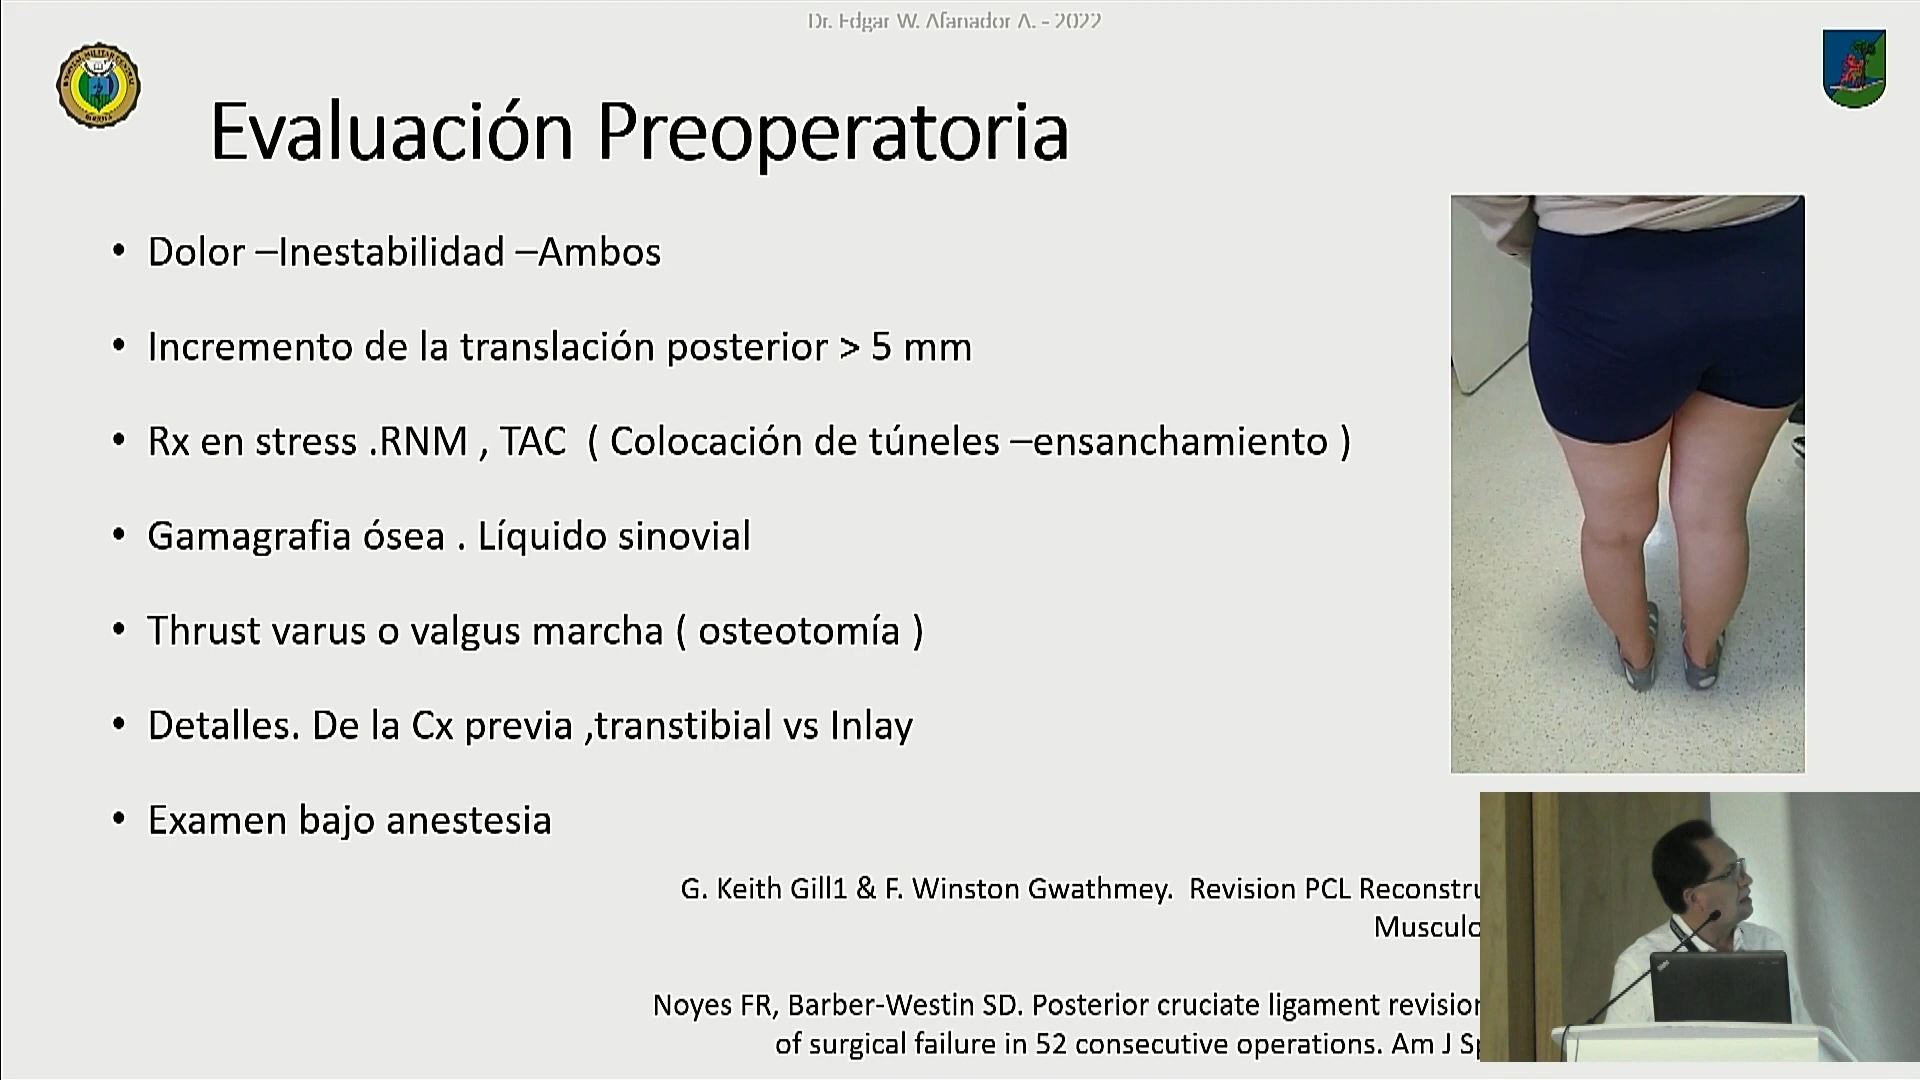 Dr. Edgar W. Afanador A. - 2022
Evaluación Preoperatoria
• Dolor –Inestabilidad –Ambos
• Incremento de la translación posterior > 5 mm
• Rx en stress .RNM , TAC ( Colocación de túneles –ensanchamiento )
• Gamagrafia ósea . Líquido sinovial
• Thrust varus o valgus marcha ( osteotomía )
• Detalles. De la Cx previa ,transtibial vs Inlay
• Examen bajo anestesia
G. Keith Gill1 & F. Winston Gwathmey. Revision PCL Reconstru
Musculo
Noyes FR, Barber-Westin SD. Posterior cruciate ligament revision
of surgical failure in 52 consecutive operations. Am J Sp